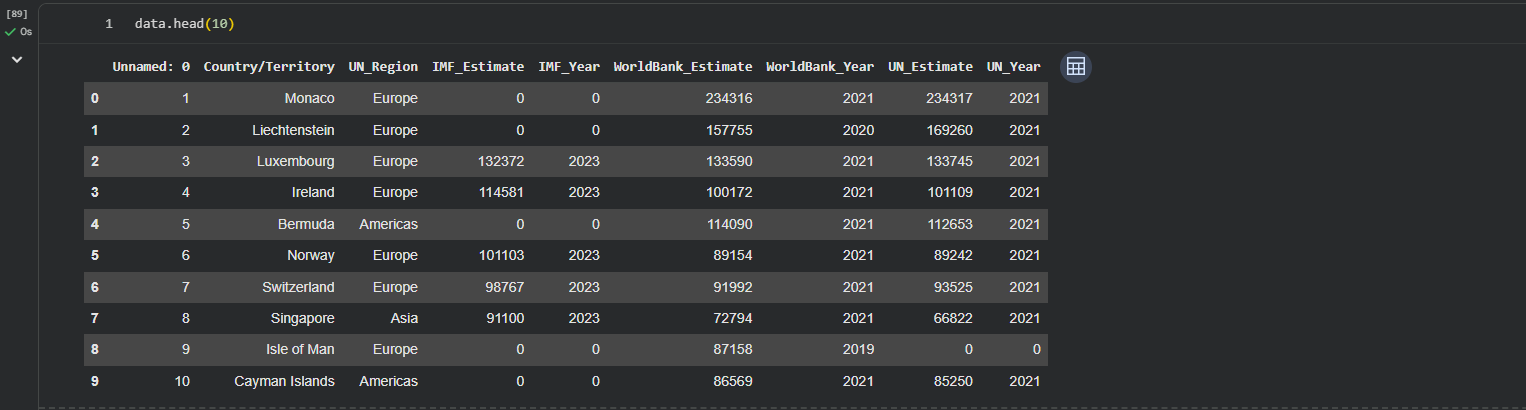 [89]
0s
1 data.head(10)
Unnamed: 0 Country/Territory UN_Region IMF_Estimate IMF_Year WorldBank_Estimate WorldBank_Year UN_Estimate UN_Year
0 1 Monaco Europe 0 0 234316 2021 234317 2021
1 2 Liechtenstein Europe 0 0 157755 2020 169260 2021
2 3 Luxembourg Europe 132372 2023 133590 2021 133745 2021
3 4 Ireland Europe 114581 2023 100172 2021 101109 2021
4 5 Bermuda Americas 0 0 114090 2021 112653 2021
5 6 Norway Europe 101103 2023 89154 2021 89242 2021
6 7 Switzerland Europe 98767 2023 91992 2021 93525 2021
7 8 Singapore Asia 91100 2023 72794 2021 66822 2021
8 9 Isle of Man Europe 0 0 87158 2019 0 0
9 10 Cayman Islands Americas 0 0 86569 2021 85250 2021